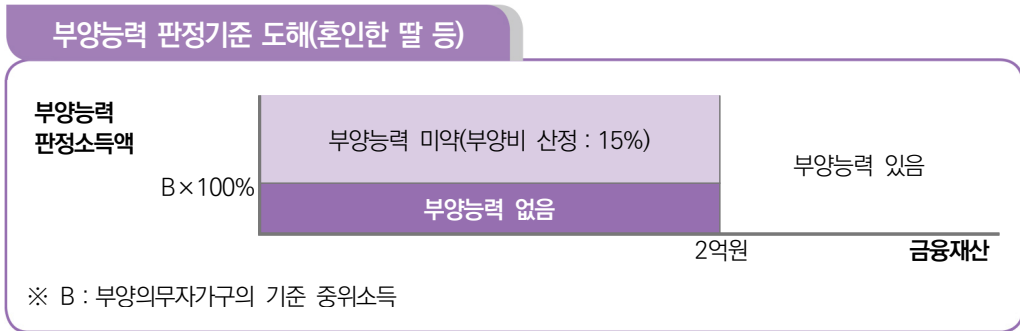 부양능력 판정기준 도해(혼인한 딸 등)
부양능력
판정소득액
부양능력 미약(부양비 산정 : 15%)
부양능력 있음
B×100%
부양능력 없음
2억원
금융재산
※ B : 부양의무자가구의 기준 중위소득